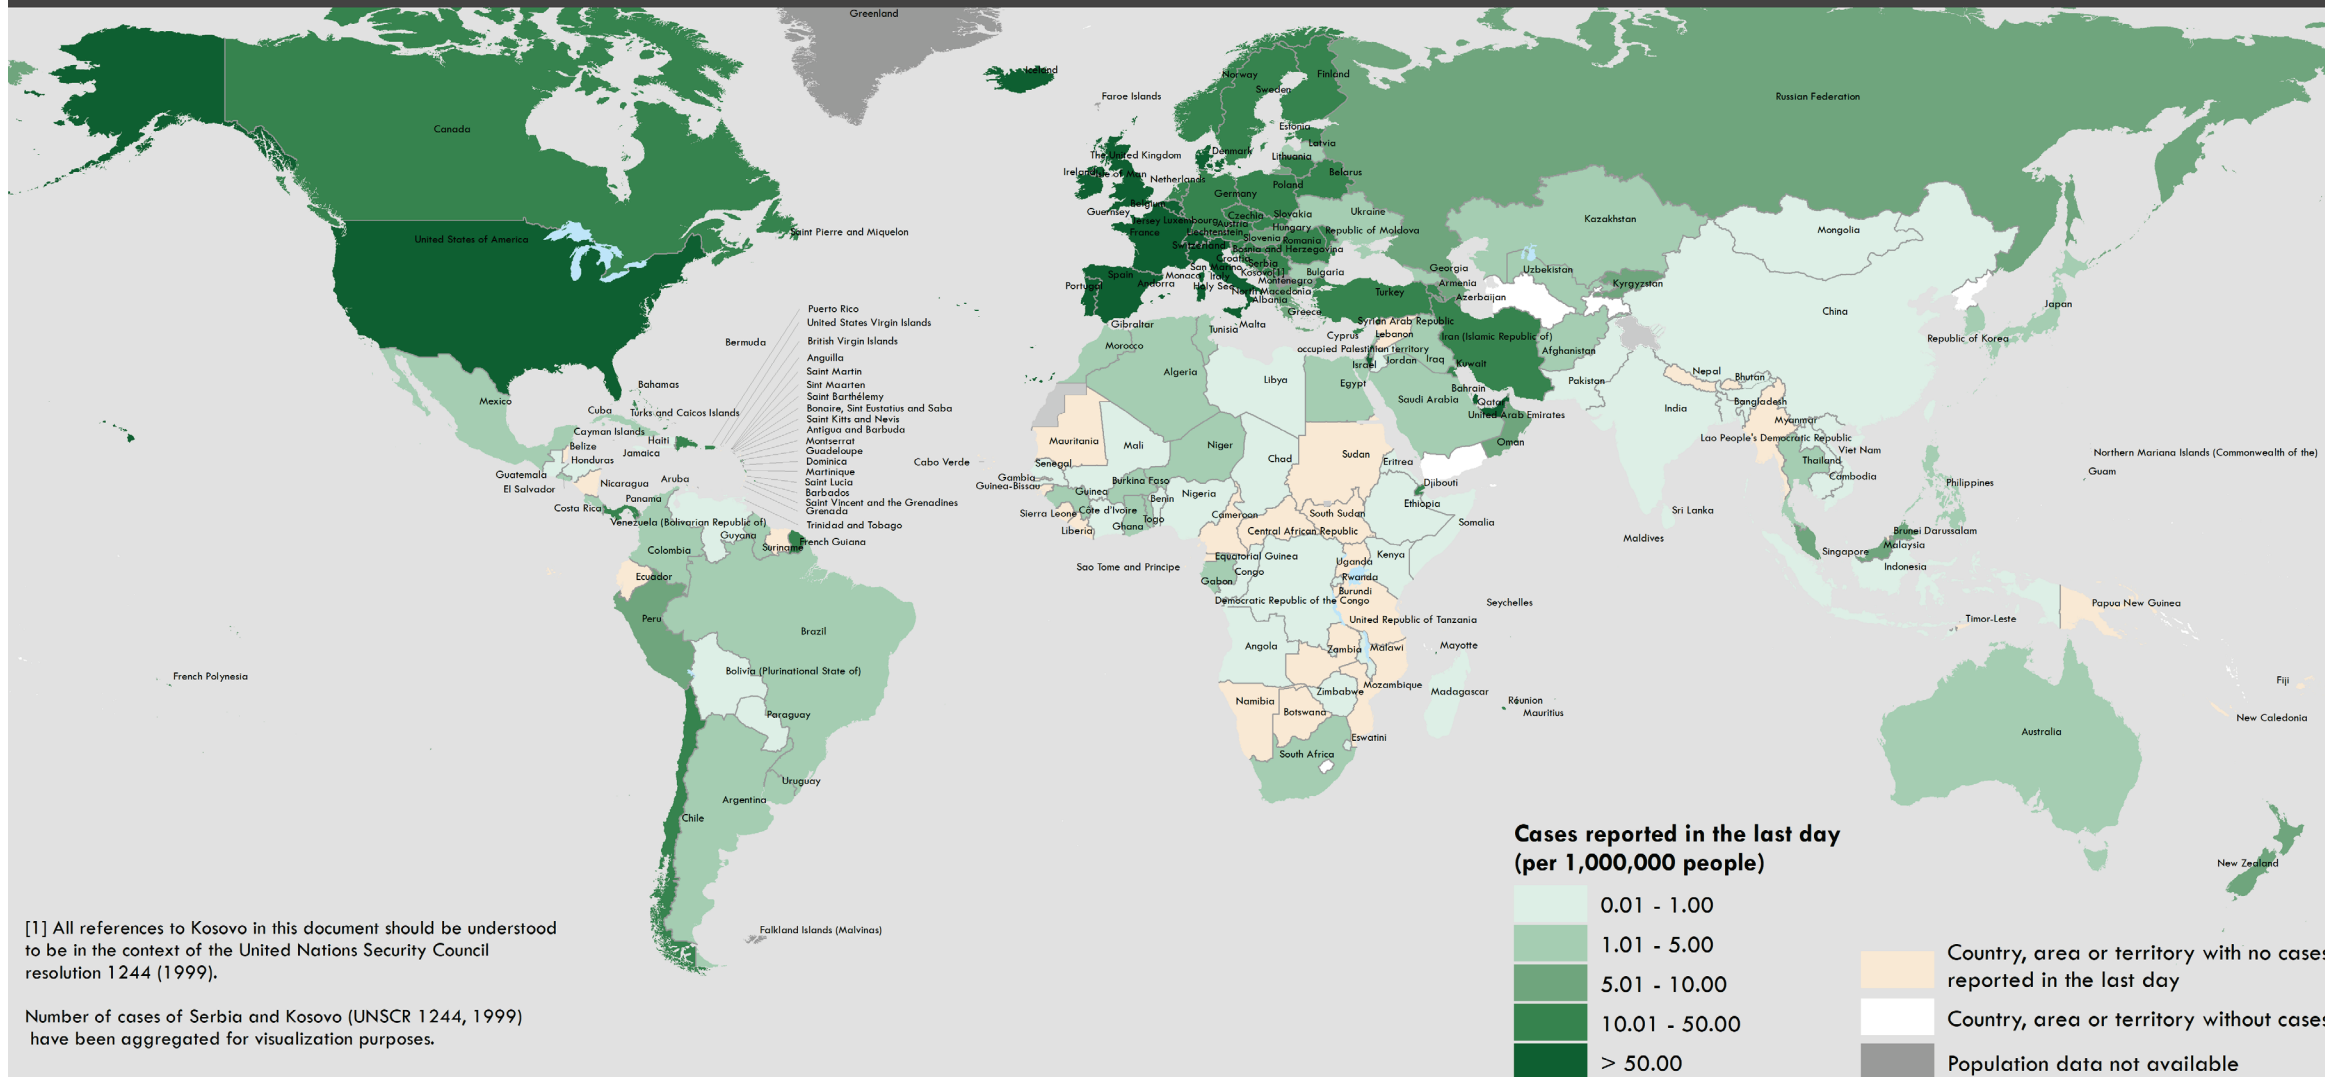 Greenland
Iceland
Faroe Islands
Norway
Finland
Sweden
Russian Federation
Canada
Estonia
Latvia
Denmark
Lithuania
The United Kingdom
Ireland
Isle of Man
Netherlands
Belarus
Poland
Germany
Belgium
Guernsey
Jersey
Luxembourg
Czechia
Slovakia
Ukraine
Kazakhstan
Austria
France
Liechtenstein
Hungary
Republic of Moldova
Mongolia
Saint Pierre and Miquelon
United States of America
Switzerland
Slovenia
Romania
Bosnia and Herzegovina
Croatia
Serbia
San Marino
Italy
Kosovo[1]
Bulgaria
Georgia
Uzbekistan
Spain
Monaco
Andorra
Portugal
Holy See
Montenegro
North Macedonia
Albania
Armenia
Azerbaijan
Kyrgyzstan
Turkey
Greece
Japan
China
Puerto Rico
United States Virgin Islands
British Virgin Islands
Bermuda
Anguilla
Saint Martin
Sint Maarten
Saint Barthélemy
Bonaire, Sint Eustatius and Saba
Saint Kitts and Nevis
Antigua and Barbuda
Montserrat
Guadeloupe
Dominica
Martinique
Saint Lucia
Barbados
Saint Vincent and the Grenadines
Grenada
Trinidad and Tobago
Gibraltar
Tunisia
Malta
Cyprus
Syrian Arab Republic
Lebanon
Iran (Islamic Republic of)
Republic of Korea
Morocco
occupied Palestinian territory
Afghanistan
Israel
Jordan
Iraq
Kuwait
Algeria
Libya
Egypt
Bahrain
Pakistan
Nepal
Bhutan
Saudi Arabia
Qatar
Bangladesh
India
United Arab Emirates
Myanmar
Bahamas
Mexico
Cuba
Turks and Caicos Islands
Cayman Islands
Haiti
Belize
Jamaica
Honduras
Guatemala
Nicaragua
Aruba
El Salvador
Panama
Costa Rica
Venezuela (Bolivarian Republic of)
Guyana
Suriname
French Guiana
Colombia
Ecuador
Peru
Brazil
Bolivia (Plurinational State of)
Paraguay
Uruguay
Argentina
Chile
Falkland Islands (Malvinas)
French Polynesia
Cabo Verde
Mauritania
Mali
Niger
Chad
Sudan
Eritrea
Oman
Senegal
Gambia
Guinea-Bissau
Guinea
Burkina Faso
Benin
Nigeria
Djibouti
Sierra Leone
Côte d'Ivoire
Ghana
Togo
Liberia
Cameroon
South Sudan
Ethiopia
Somalia
Central African Republic
Equatorial Guinea
Sao Tome and Principe
Gabon
Congo
Uganda
Kenya
Rwanda
Burundi
Democratic Republic of the Congo
United Republic of Tanzania
Seychelles
Angola
Zambia
Malawi
Mayotte
Mozambique
Zimbabwe
Madagascar
Namibia
Botswana
Réunion
Mauritius
Eswatini
South Africa
Lao People's Democratic Republic
Viet Nam
Thailand
Cambodia
Northern Mariana Islands (Commonwealth of the)
Guam
Philippines
Sri Lanka
Maldives
Brunei Darussalam
Malaysia
Singapore
Indonesia
Papua New Guinea
Timor-Leste
Fiji
New Caledonia
Australia
New Zealand
Cases reported in the last day
(per 1,000,000 people)
0.01 - 1.00
1.01 - 5.00
5.01 - 10.00
10.01 - 50.00
> 50.00
Country, area or territory with no cases
reported in the last day
Country, area or territory without cases
Population data not available
[1] All references to Kosovo in this document should be understood
to be in the context of the United Nations Security Council
resolution 1244 (1999).
Number of cases of Serbia and Kosovo (UNSCR 1244, 1999)
have been aggregated for visualization purposes.